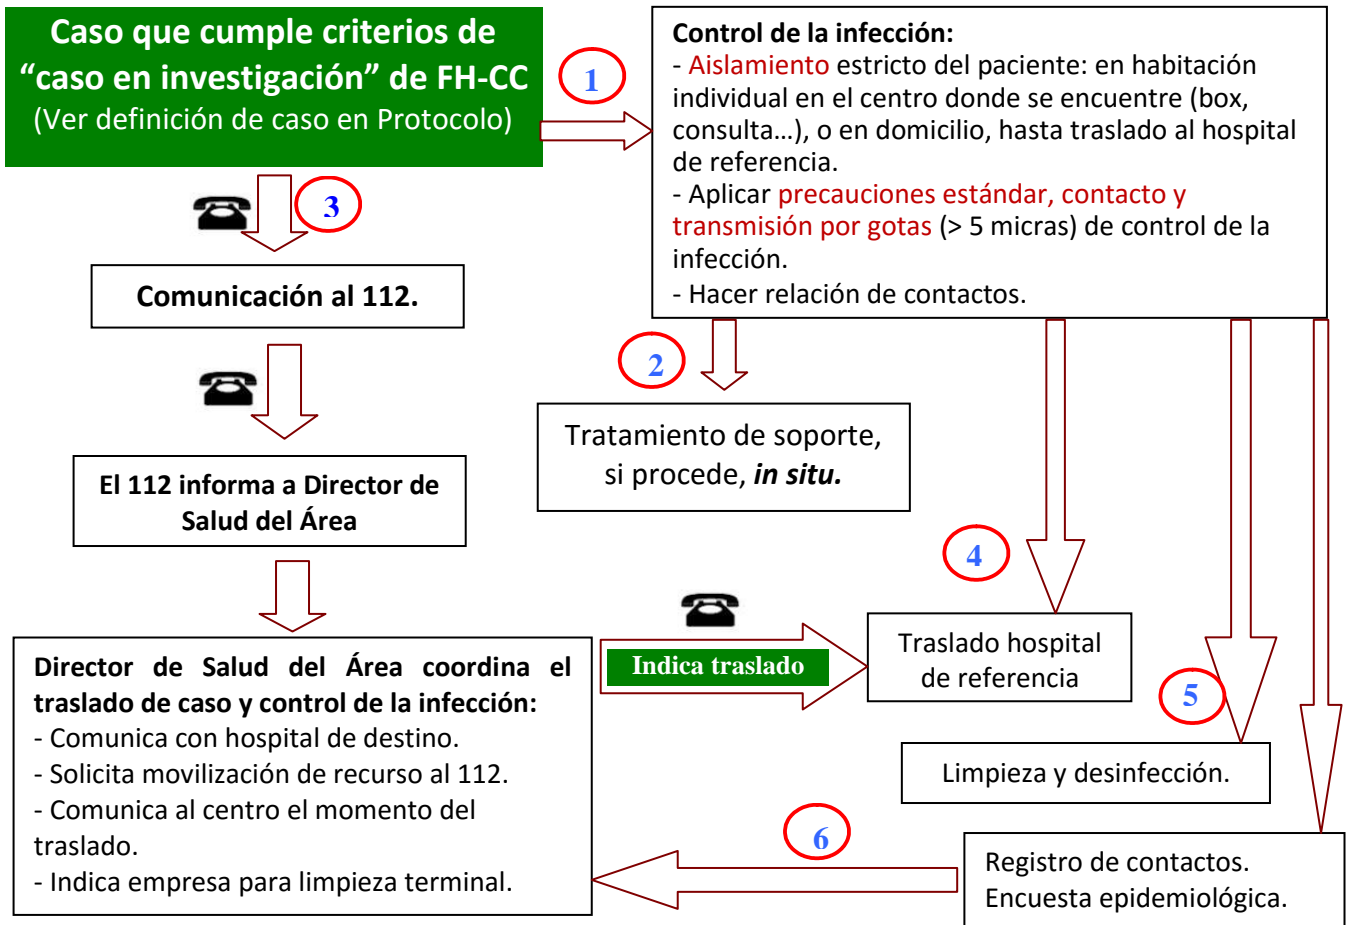 Caso que cumple criterios de
“caso en investigación” de FH-CC
(Ver definición de caso en Protocolo)
1
Control de la infección:
- Aislamiento estricto del paciente: en habitación
individual en el centro donde se encuentre (box,
consulta…), o en domicilio, hasta traslado al hospital
de referencia.
- Aplicar precauciones estándar, contacto y
transmisión por gotas (> 5 micras) de control de la
infección.
- Hacer relación de contactos.
3
Comunicación al 112.
2
Tratamiento de soporte,
si procede, in situ.
El 112 informa a Director de
Salud del Área
4
Director de Salud del Área coordina el
traslado de caso y control de la infección:
- Comunica con hospital de destino.
- Solicita movilización de recurso al 112.
- Comunica al centro el momento del
traslado.
- Indica empresa para limpieza terminal.
Indica traslado
Traslado hospital
de referencia
5
Limpieza y desinfección.
6
Registro de contactos.
Encuesta epidemiológica.